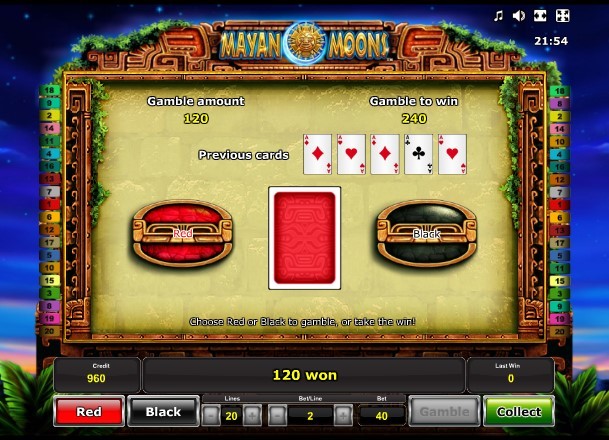 MAYAN MOONS
21:54
Gamble amount
120
Gamble to win
240
Previous cards
A A A A A
Red
Black
Choose Red or Black to gamble, or take the win!
Credit
960
120 won
Last Win
0
Red
Black
Lines
- 20 +
Bet/Line
- 2 +
Bet
40
Gamble
Collect